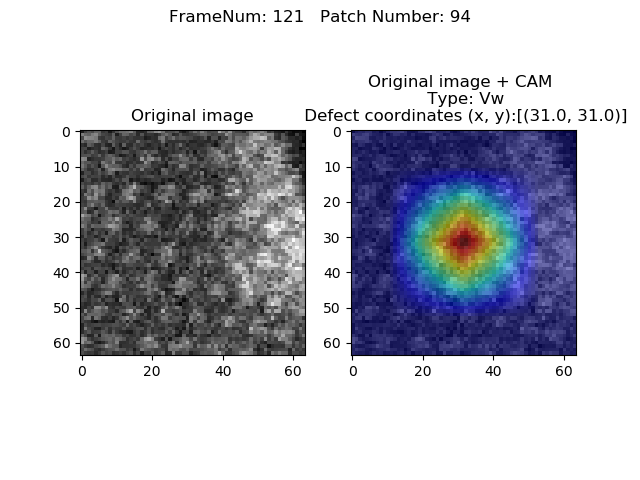 FrameNum: 121   Patch Number: 94
Original image
Original image + CAM
Type: Vw
Defect coordinates (x, y):[(31.0, 31.0)]
0
10
20
30
40
50
60
0 20 40 60
0
10
20
30
40
50
60
0 20 40 60